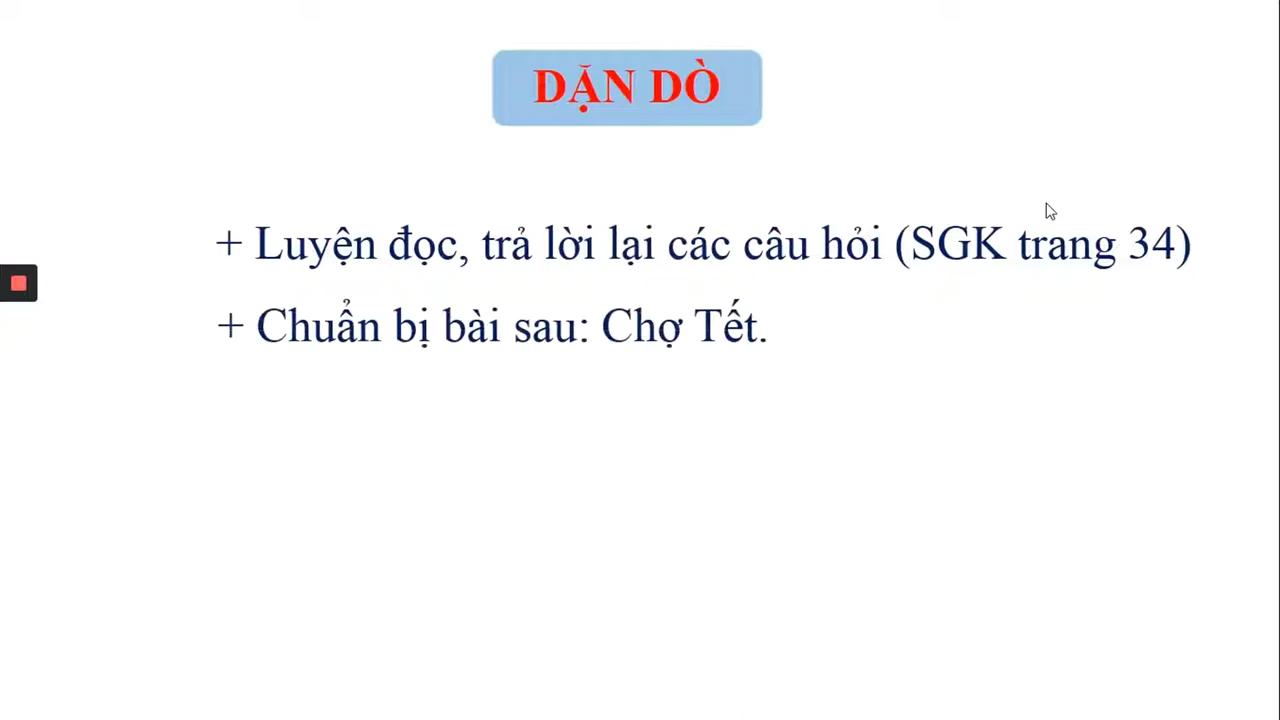 DẶN DÒ
+ Luyện đọc, trả lời lại các câu hỏi (SGK trang 34)
+ Chuẩn bị bài sau: Chợ Tết.